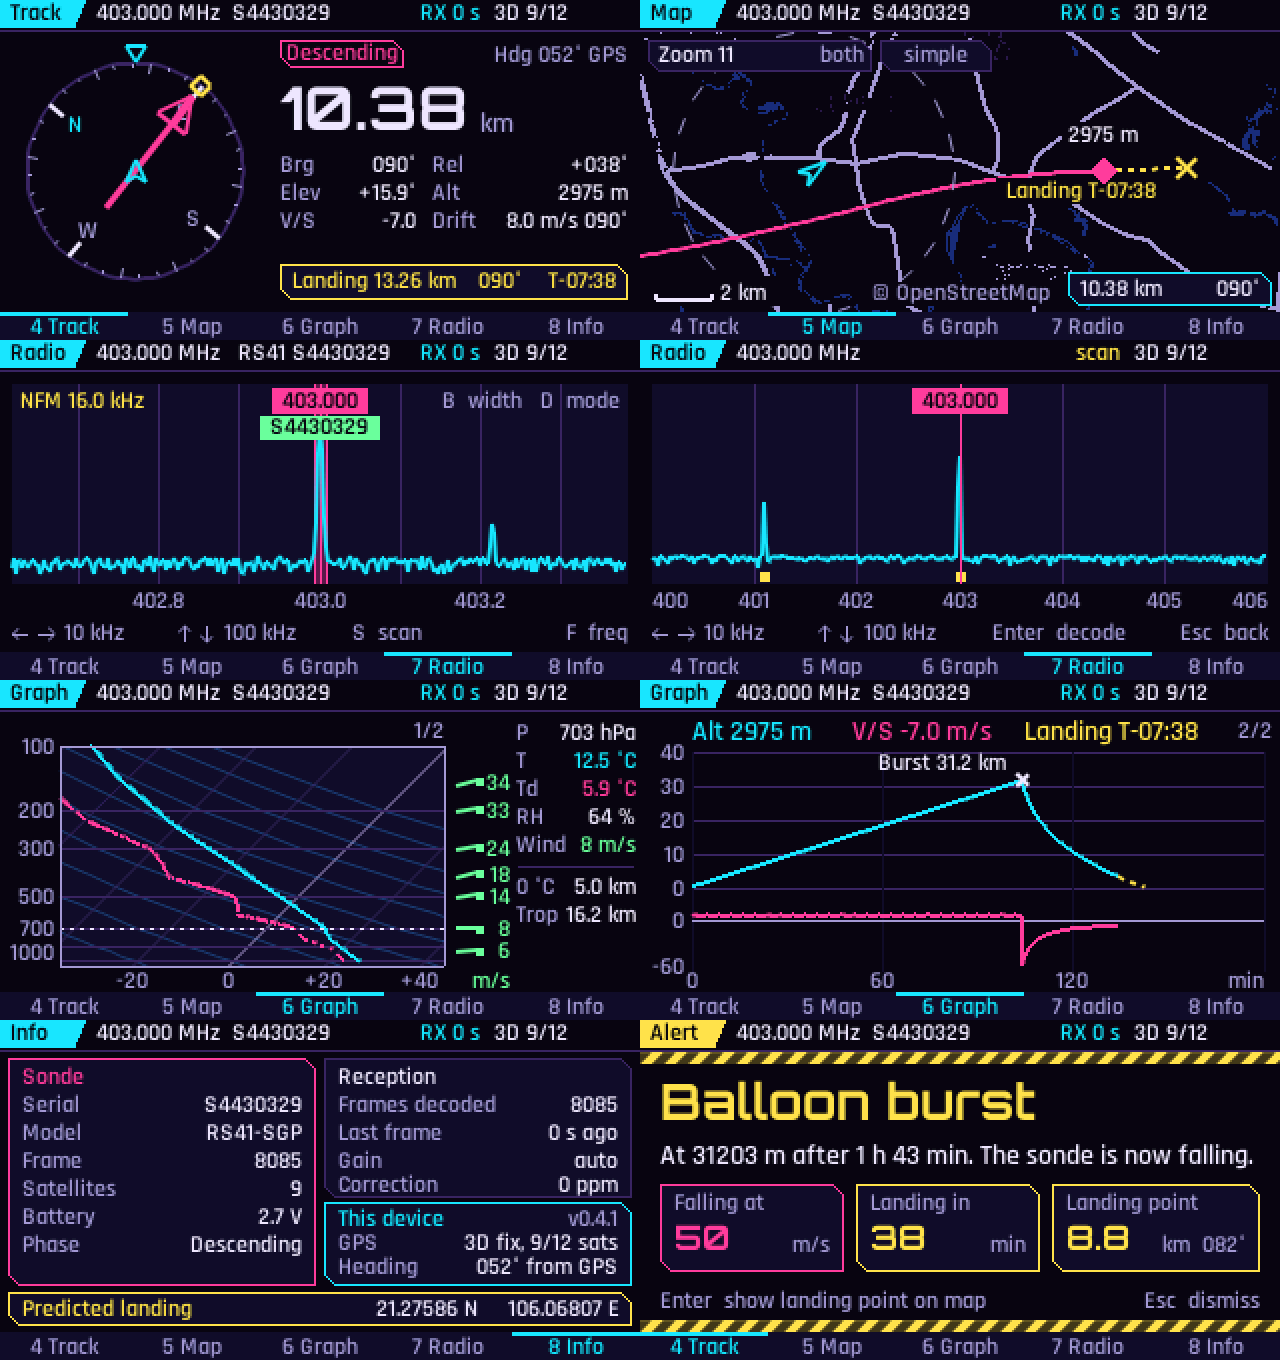 Track 403.000 MHz S4430329 RX 0 s 3D 9/12
Descending Hdg 052° GPS
N
W
S
10.38 km
Brg 090° Rel +038°
Elev +15.9° Alt 2975 m
V/S -7.0 Drift 8.0 m/s 090°
Landing 13.26 km 090° T-07:38
4 Track 5 Map 6 Graph 7 Radio 8 Info
Map 403.000 MHz S4430329 RX 0 s 3D 9/12
Zoom 11 both simple
2975 m
Landing T-07:38
2 km © OpenStreetMap 10.38 km 090°
4 Track 5 Map 6 Graph 7 Radio 8 Info
Radio 403.000 MHz RS41 S4430329 RX 0 s 3D 9/12
NFM 16.0 kHz 403.000 B width D mode
S4430329
402.8 403.0 403.2
← → 10 kHz ↑ ↓ 100 kHz S scan F freq
4 Track 5 Map 6 Graph 7 Radio 8 Info
Radio 403.000 MHz scan 3D 9/12
403.000
400 401 402 403 404 405 406
← → 10 kHz ↑ ↓ 100 kHz Enter decode Esc back
4 Track 5 Map 6 Graph 7 Radio 8 Info
Graph 403.000 MHz S4430329 RX 0 s 3D 9/12
1/2
100
200
300
500
700
1000
-20 0 +20 +40 m/s
34
33
24
18
14
8
6
P 703 hPa
T 12.5 °C
Td 5.9 °C
RH 64 %
Wind 8 m/s
0 °C 5.0 km
Trop 16.2 km
4 Track 5 Map 6 Graph 7 Radio 8 Info
Graph 403.000 MHz S4430329 RX 0 s 3D 9/12
Alt 2975 m V/S -7.0 m/s Landing T-07:38 2/2
Burst 31.2 km
40
30
20
10
0
0
-60
0 60 120 min
4 Track 5 Map 6 Graph 7 Radio 8 Info
Info 403.000 MHz S4430329 RX 0 s 3D 9/12
Sonde
Serial S4430329
Model RS41-SGP
Frame 8085
Satellites 9
Battery 2.7 V
Phase Descending
Reception
Frames decoded 8085
Last frame 0 s ago
Gain auto
Correction 0 ppm
This device v0.4.1
GPS 3D fix, 9/12 sats
Heading 052° from GPS
Predicted landing 21.27586 N 106.06807 E
4 Track 5 Map 6 Graph 7 Radio 8 Info
Alert 403.000 MHz S4430329 RX 0 s 3D 9/12
Balloon burst
At 31203 m after 1 h 43 min. The sonde is now falling.
Falling at
50 m/s
Landing in
38 min
Landing point
8.8 km 082°
Enter show landing point on map Esc dismiss
4 Track 5 Map 6 Graph 7 Radio 8 Info